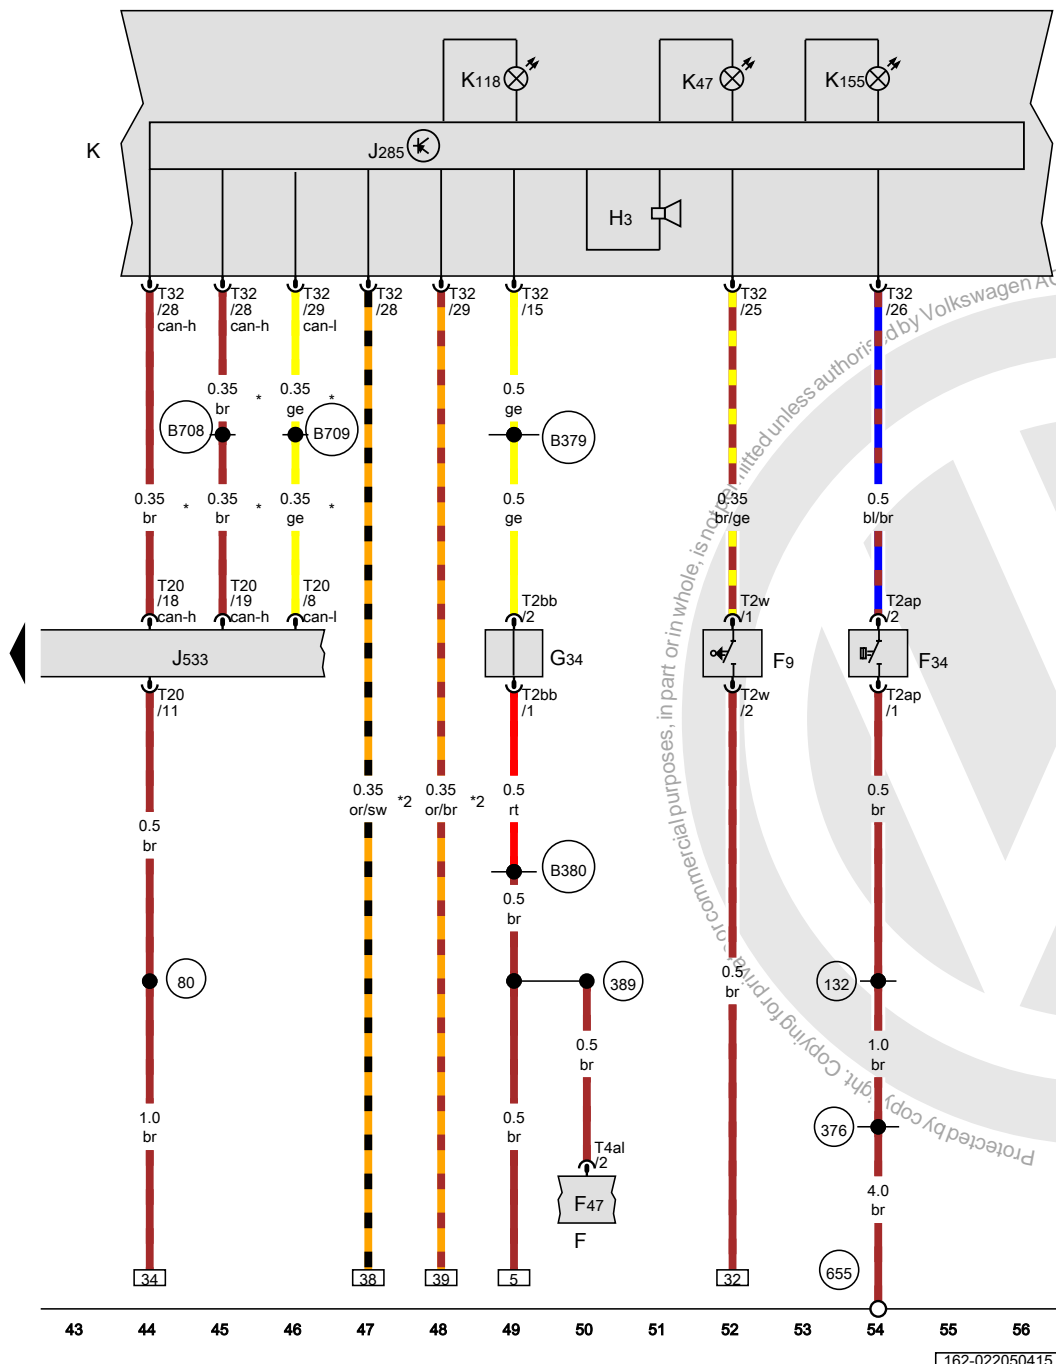 K118
K47
K155
K
J285
H3
T32
/28
can-h
T32
/28
can-h
T32
/29
can-l
T32
/28
T32
/29
T32
/15
T32
/25
T32
/26
0.35
br
*
0.35
ge
*
0.5
ge
B708
B709
B379
0.35
br
*
0.35
br
*
0.35
ge
*
0.5
ge
0.35
br/ge
0.5
bl/br
T20
/18
can-h
T20
/19
can-h
T20
/8
can-l
T2bb
/2
T2w
/1
T2ap
/2
J533
G34
F9
F34
T20
/11
T2bb
/1
T2w
/2
T2ap
/1
0.35
or/sw
*2
0.35
or/br
*2
0.5
rt
0.5
br
0.5
br
B380
0.5
br
80
389
0.5
br
132
0.5
br
1.0
br
1.0
br
0.5
br
376
T4al
/2
F47
F
4.0
br
655
34
38
39
5
32
43 44 45 46 47 48 49 50 51 52 53 54 55 56
162-022050415
Protected by copyright. Copying for private or commercial purposes, in part or in whole, is not permitted unless authorised by Volkswagen AG